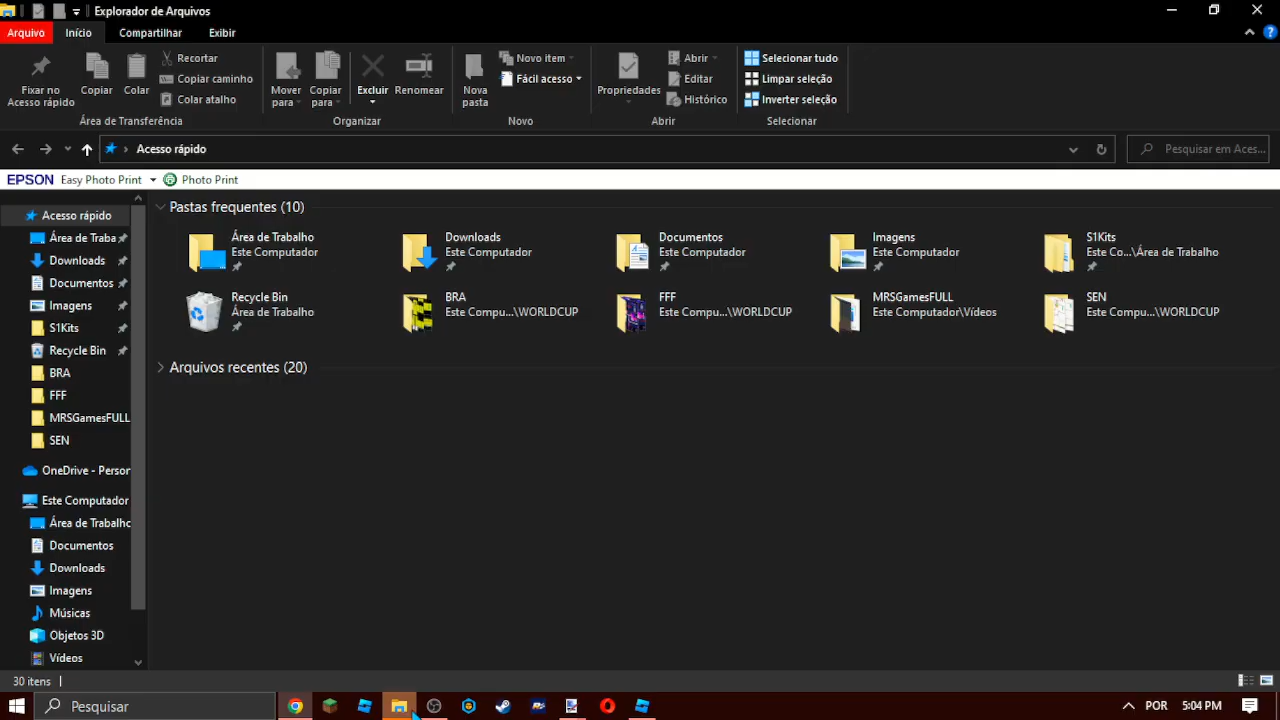 Explorador de Arquivos
Arquivo Início Compartilhar Exibir
Fixar no Acesso rápido
Copiar
Colar
Recortar
Copiar caminho
Colar atalho
Área de Transferência
Mover para
Copiar para
Excluir
Renomear
Organizar
Nova pasta
Novo item
Fácil acesso
Novo
Propriedades
Abrir
Editar
Histórico
Abrir
Selecionar tudo
Limpar seleção
Inverter seleção
Selecionar
Acesso rápido
Pesquisar em Aces...
EPSON Easy Photo Print Photo Print
Acesso rápido
Área de Traba
Downloads
Documentos
Imagens
S1Kits
Recycle Bin
BRA
FFF
MRSGamesFULL
SEN
OneDrive - Person
Este Computador
Área de Trabalho
Documentos
Downloads
Imagens
Músicas
Objetos 3D
Vídeos
Pastas frequentes (10)
Área de Trabalho
Este Computador
Downloads
Este Computador
Documentos
Este Computador
Imagens
Este Computador
S1Kits
Este Co...\Área de Trabalho
Recycle Bin
Área de Trabalho
BRA
Este Compu...\WORLDCUP
FFF
Este Compu...\WORLDCUP
MRSGamesFULL
Este Computador\Vídeos
SEN
Este Compu...\WORLDCUP
Arquivos recentes (20)
30 itens
Pesquisar
POR 5:04 PM